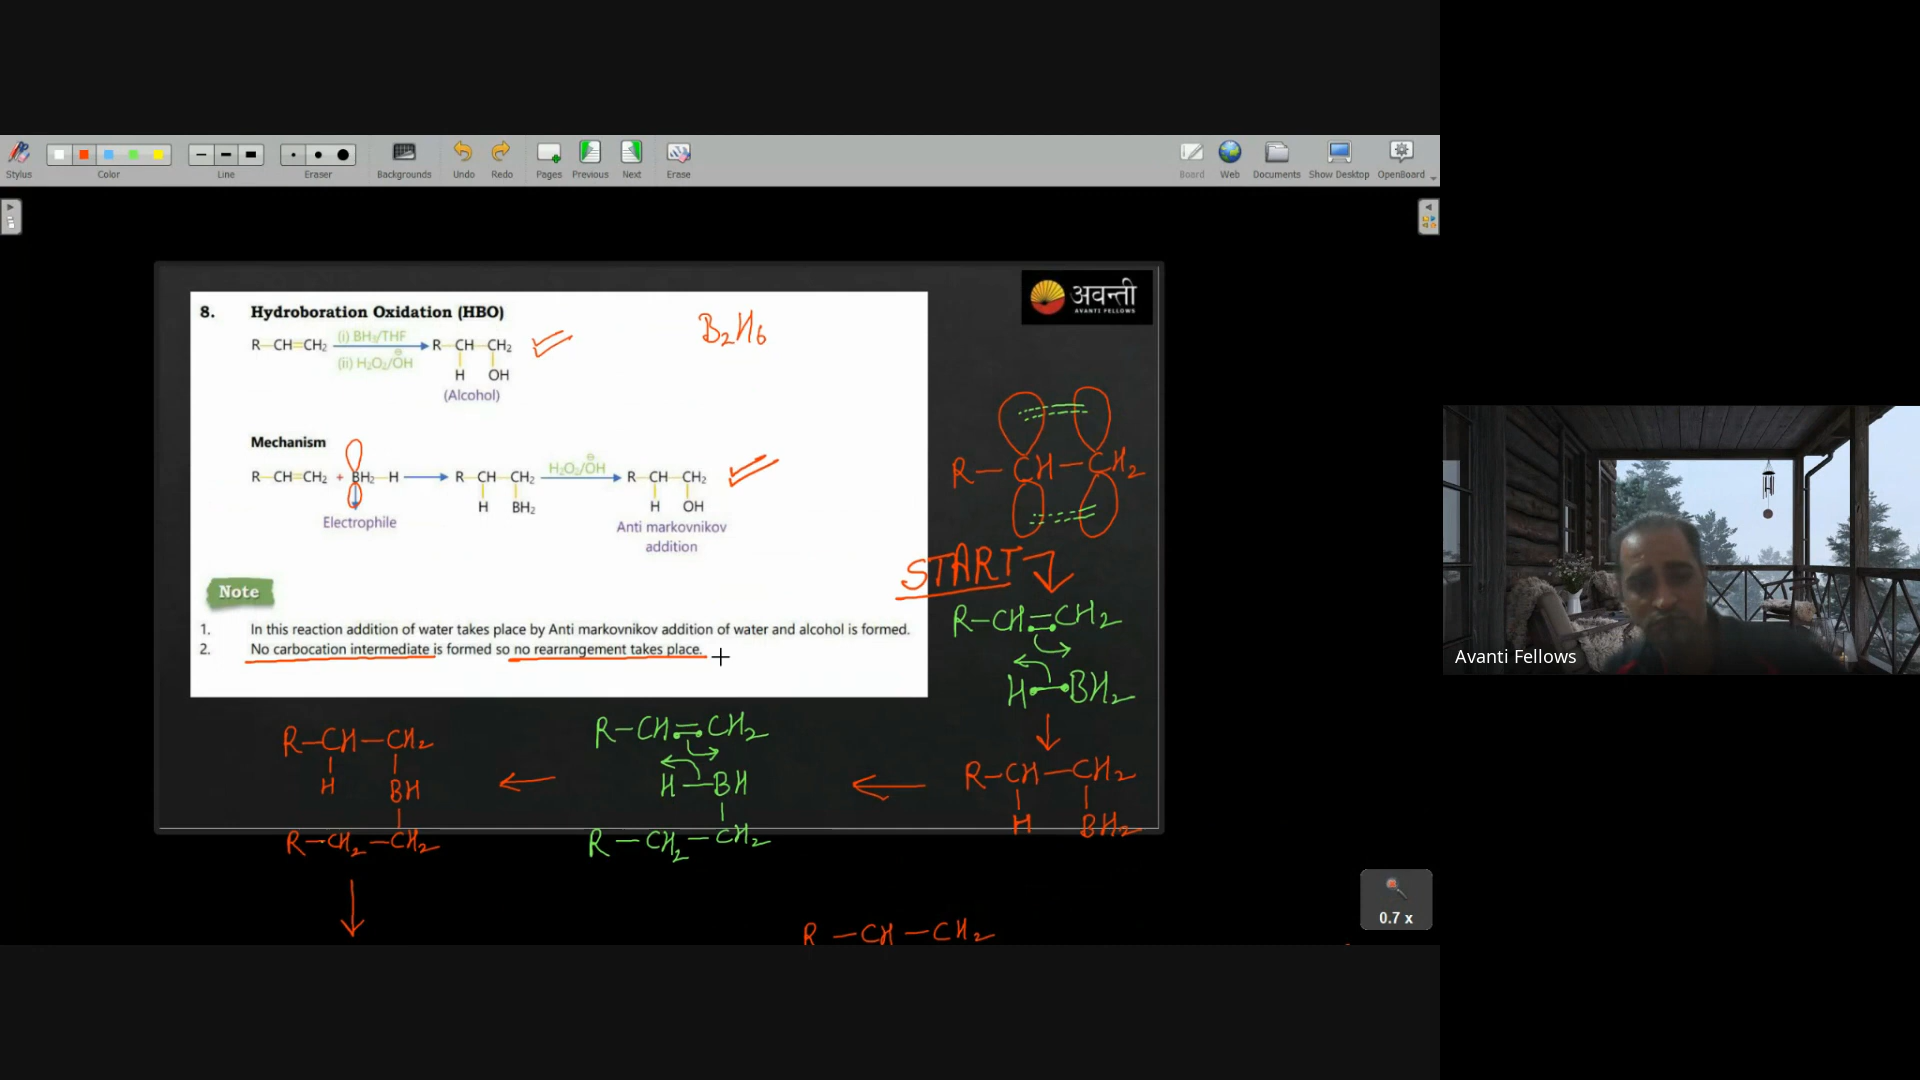 Stylus Color Line Eraser Backgrounds Undo Redo Pages Previous Next Erase Board Web Documents Show Desktop OpenBoard
अवन्ती
AVANTI FELLOWS
8. Hydroboration Oxidation (HBO)
B2H6
(i) BH3/THF
R CH=CH2 R CH CH2
(ii) H2O2/OH
⊖
H OH
(Alcohol)
Mechanism
R CH=CH2 + BH2 H R CH CH2 H2O2/OH R CH CH2
⊖
H BH2 H OH
Electrophile
Anti markovnikov
addition
Note
1. In this reaction addition of water takes place by Anti markovnikov addition of water and alcohol is formed.
2. No carbocation intermediate is formed so no rearrangement takes place.
R—CH—CH2
START
R—CH=CH2
H—BH2
R—CH—CH2
H BH2
R—CH=CH2
H—BH
R—CH2—CH2
R—CH—CH2
H BH
R—CH2—CH2
R—CH—CH2
0.7 x
Avanti Fellows